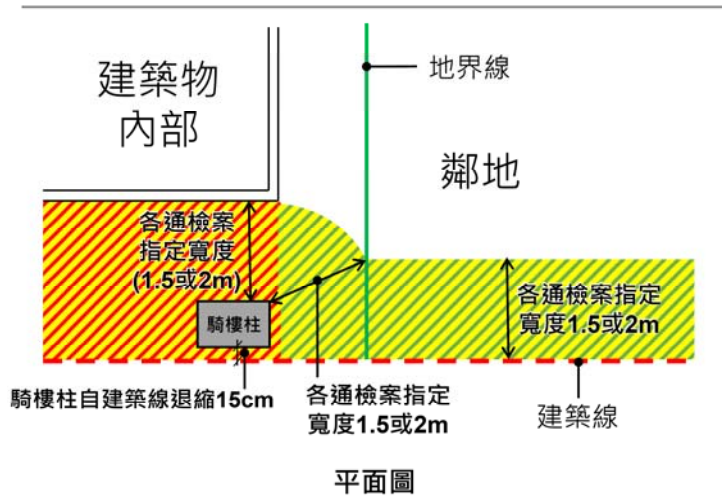 建築物
內部
地界線
鄰地
各通檢案
指定寬度
(1.5或2m)
騎樓柱
各通檢案指定
寬度1.5或2m
騎樓柱自建築線退縮15cm
各通檢案指定
寬度1.5或2m
建築線
平面圖